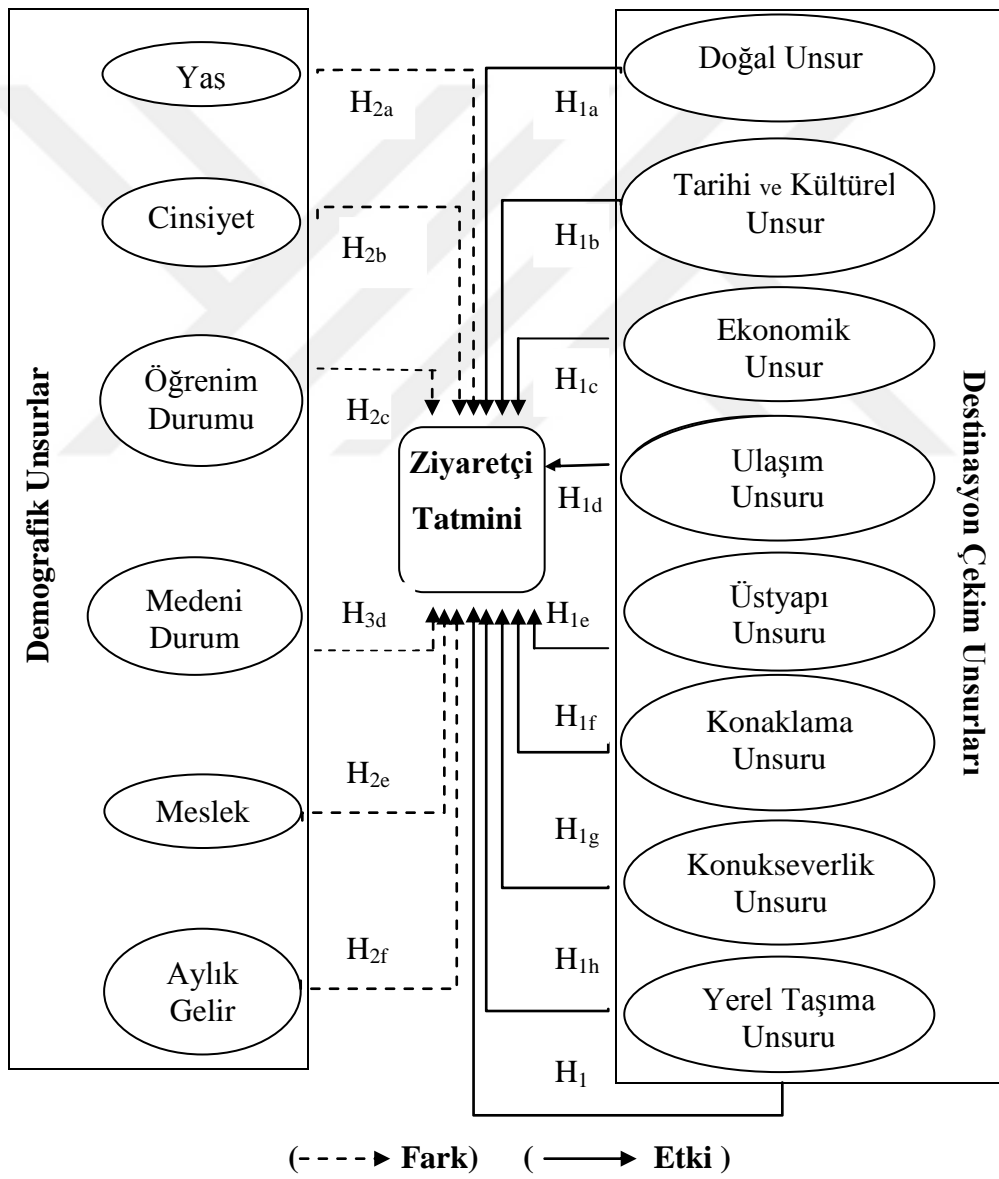 Demografik Unsurlar
Yaş
Cinsiyet
Öğrenim
Durumu
Medeni
Durum
Meslek
Aylık
Gelir
H2a
H2b
H2c
H3d
H2e
H2f
Ziyaretçi
Tatmini
H1a
H1b
H1c
H1d
H1e
H1f
H1g
H1h
H1
Doğal Unsur
Tarihi ve Kültürel
Unsur
Ekonomik
Unsur
Ulaşım
Unsuru
Üstyapı
Unsuru
Konaklama
Unsuru
Konukseverlik
Unsuru
Yerel Taşıma
Unsuru
Destinasyon Çekim Unsurları
( Fark) ( Etki )